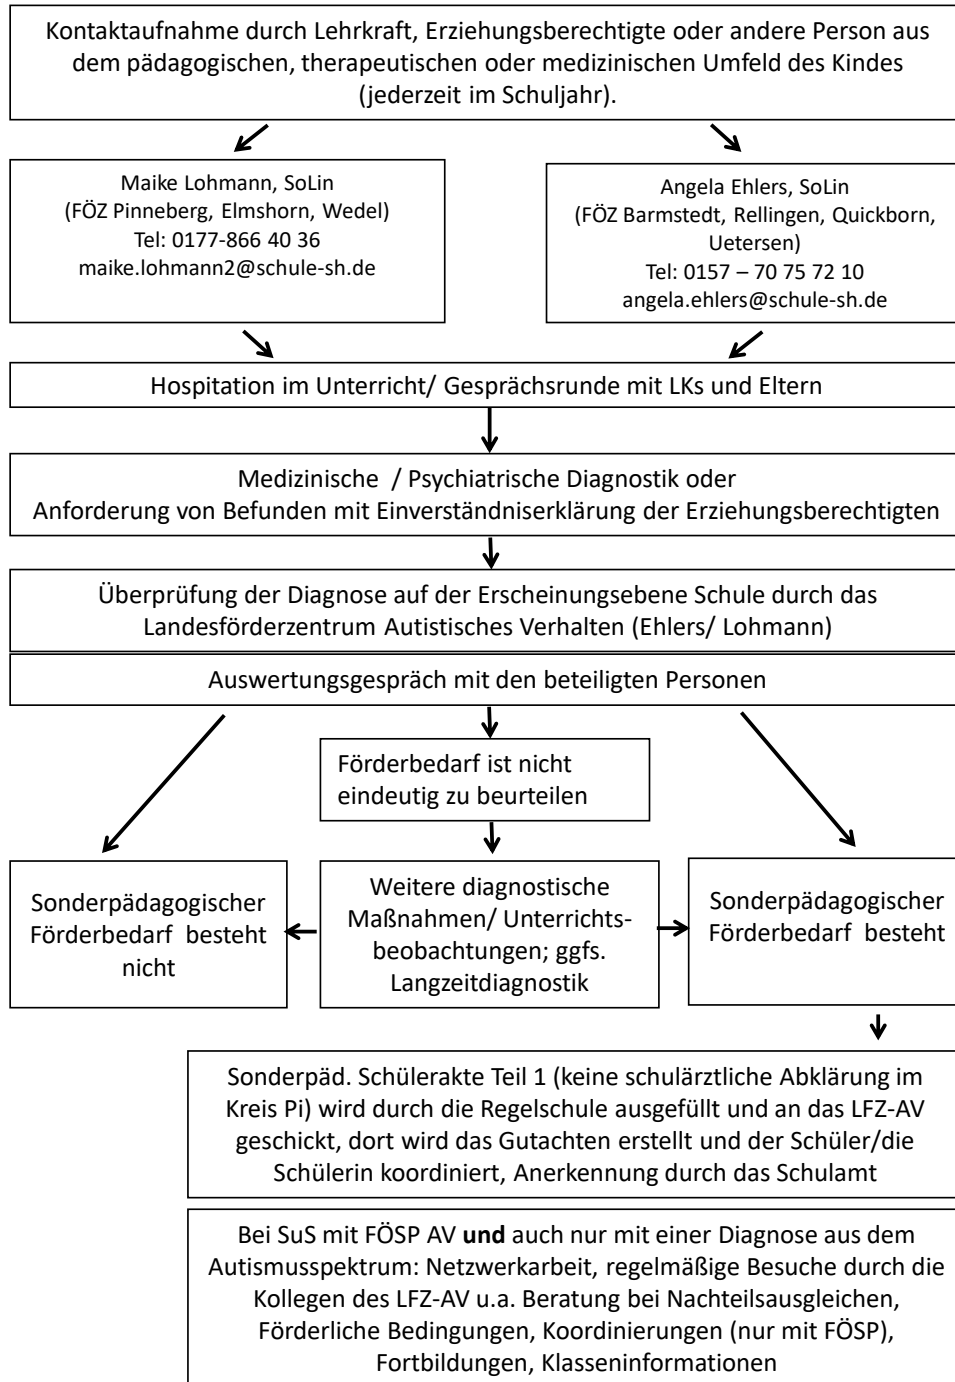 Kontaktaufnahme durch Lehrkraft, Erziehungsberechtigte oder andere Person aus
dem pädagogischen, therapeutischen oder medizinischen Umfeld des Kindes
(jederzeit im Schuljahr).
Maike Lohmann, SoLin
(FÖZ Pinneberg, Elmshorn, Wedel)
Tel: 0177-866 40 36
maike.lohmann2@schule-sh.de
Angela Ehlers, SoLin
(FÖZ Barmstedt, Rellingen, Quickborn,
Uetersen)
Tel: 0157 – 70 75 72 10
angela.ehlers@schule-sh.de
Hospitation im Unterricht/ Gesprächsrunde mit LKs und Eltern
Medizinische / Psychiatrische Diagnostik oder
Anforderung von Befunden mit Einverständniserklärung der Erziehungsberechtigten
Überprüfung der Diagnose auf der Erscheinungsebene Schule durch das
Landesförderzentrum Autistisches Verhalten (Ehlers/ Lohmann)
Auswertungsgespräch mit den beteiligten Personen
Förderbedarf ist nicht
eindeutig zu beurteilen
Sonderpädagogischer
Förderbedarf besteht
nicht
Weitere diagnostische
Maßnahmen/ Unterrichts-
beobachtungen; ggfs.
Langzeitdiagnostik
Sonderpädagogischer
Förderbedarf besteht
Sonderpäd. Schülerakte Teil 1 (keine schulärztliche Abklärung im
Kreis Pi) wird durch die Regelschule ausgefüllt und an das LFZ-AV
geschickt, dort wird das Gutachten erstellt und der Schüler/die
Schülerin koordiniert, Anerkennung durch das Schulamt
Bei SuS mit FÖSP AV und auch nur mit einer Diagnose aus dem
Autismusspektrum: Netzwerkarbeit, regelmäßige Besuche durch die
Kollegen des LFZ-AV u.a. Beratung bei Nachteilsausgleichen,
Förderliche Bedingungen, Koordinierungen (nur mit FÖSP),
Fortbildungen, Klasseninformationen